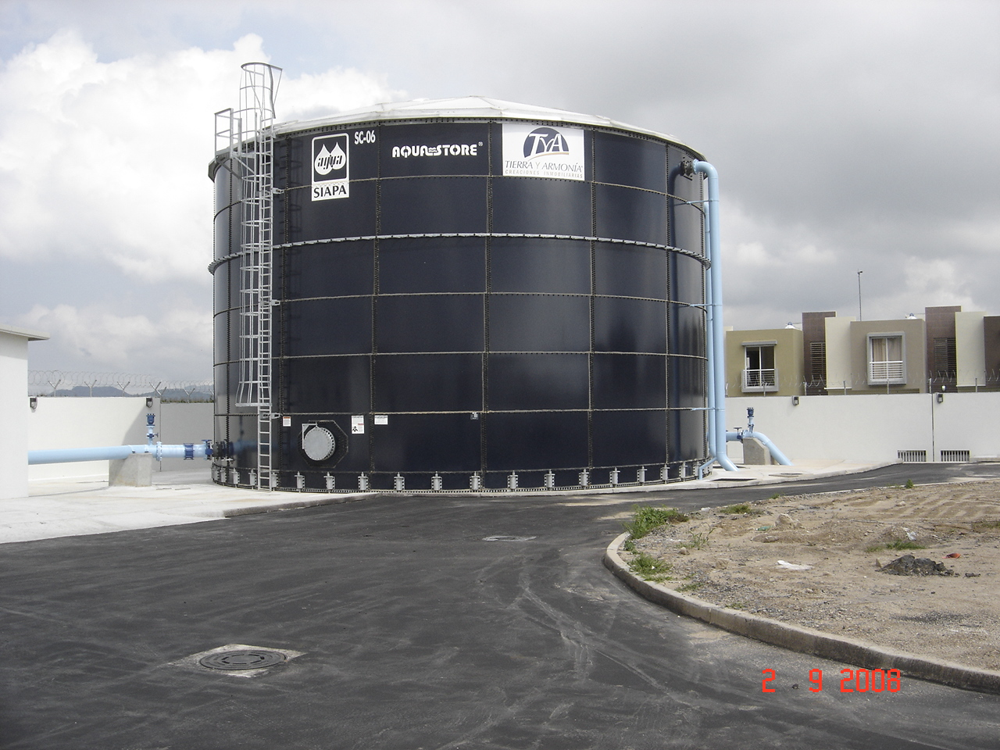 SC-06
agua
SIAPA
AQUASTORE®
TyA
TIERRA Y ARMONÍA®
CREACIONES INMOBILIARIAS
2 9 2008